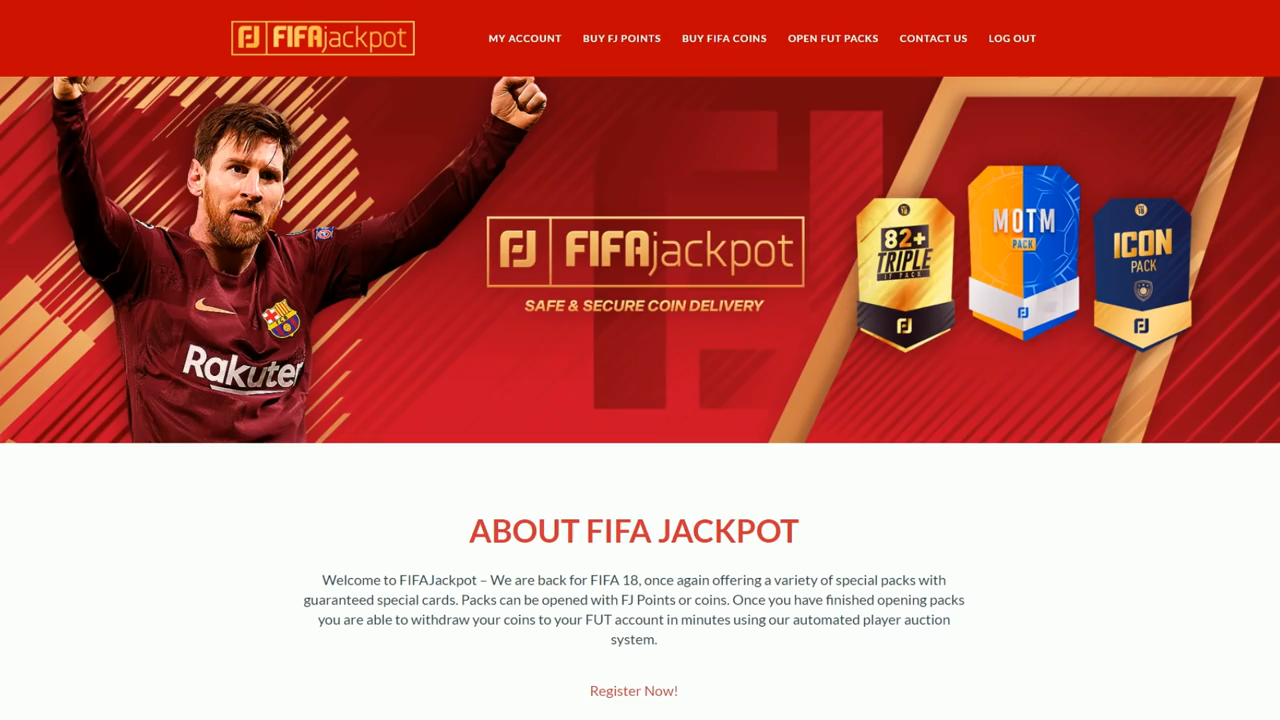 FJ FIFAjackpot
MY ACCOUNT BUY FJ POINTS BUY FIFA COINS OPEN FUT PACKS CONTACT US LOG OUT
FJ FIFAjackpot
SAFE & SECURE COIN DELIVERY
Rakuten
82+
TRIPLE
IF PACK
FJ
MOTM
PACK
FJ
18
ICON
PACK
FJ
ABOUT FIFA JACKPOT
Welcome to FIFAJackpot – We are back for FIFA 18, once again offering a variety of special packs with
guaranteed special cards. Packs can be opened with FJ Points or coins. Once you have finished opening packs
you are able to withdraw your coins to your FUT account in minutes using our automated player auction
system.
Register Now!